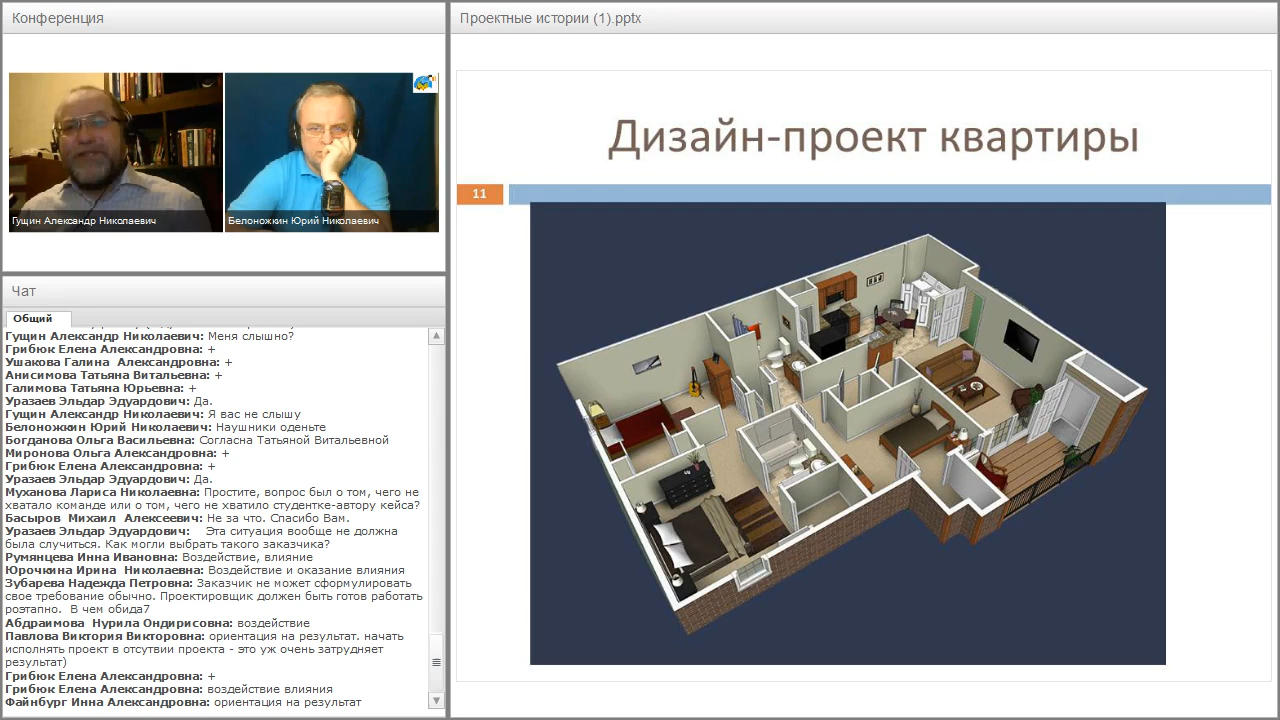 Конференция
Гущин Александр Николаевич
Белоножкин Юрий Николаевич
Чат
Общий
Гущин Александр Николаевич: Меня слышно?
Грибюк Елена Александровна: +
Ушакова Галина Александровна: +
Анисимова Татьяна Витальевна: +
Галимова Татьяна Юрьевна: +
Уразаев Эльдар Эдуардович: Да.
Гущин Александр Николаевич: Я вас не слышу
Белоножкин Юрий Николаевич: Наушники оденьте
Богданова Ольга Васильевна: Согласна Татьяной Витальевной
Миронова Ольга Александровна: +
Грибюк Елена Александровна: +
Уразаев Эльдар Эдуардович: Да.
Муханова Лариса Николаевна: Простите, вопрос был о том, чего не
хватало команде или о том, чего не хватило студентке-автору кейса?
Басыров Михаил Алексеевич: Не за что. Спасибо Вам.
Уразаев Эльдар Эдуардович: Эта ситуация вообще не должна
была случиться. Как могли выбрать такого заказчика?
Румянцева Инна Ивановна: Воздействие, влияние
Юрочкина Ирина Николаевна: Воздействие и оказание влияния
Зубарева Надежда Петровна: Заказчик не может сформулировать
свое требование обычно. Проектировщик должен быть готов работать
роэтапно. В чем обида7
Абдраимова Нурила Ондирисовна: воздействие
Павлова Виктория Викторовна: ориентация на результат. начать
исполнять проект в отсутвии проекта - это уж очень затрудняет
результат)
Грибюк Елена Александровна: +
Грибюк Елена Александровна: воздействие влияния
Файнбург Инна Александровна: ориентация на результат
Проектные истории (1).pptx
Дизайн-проект квартиры
11